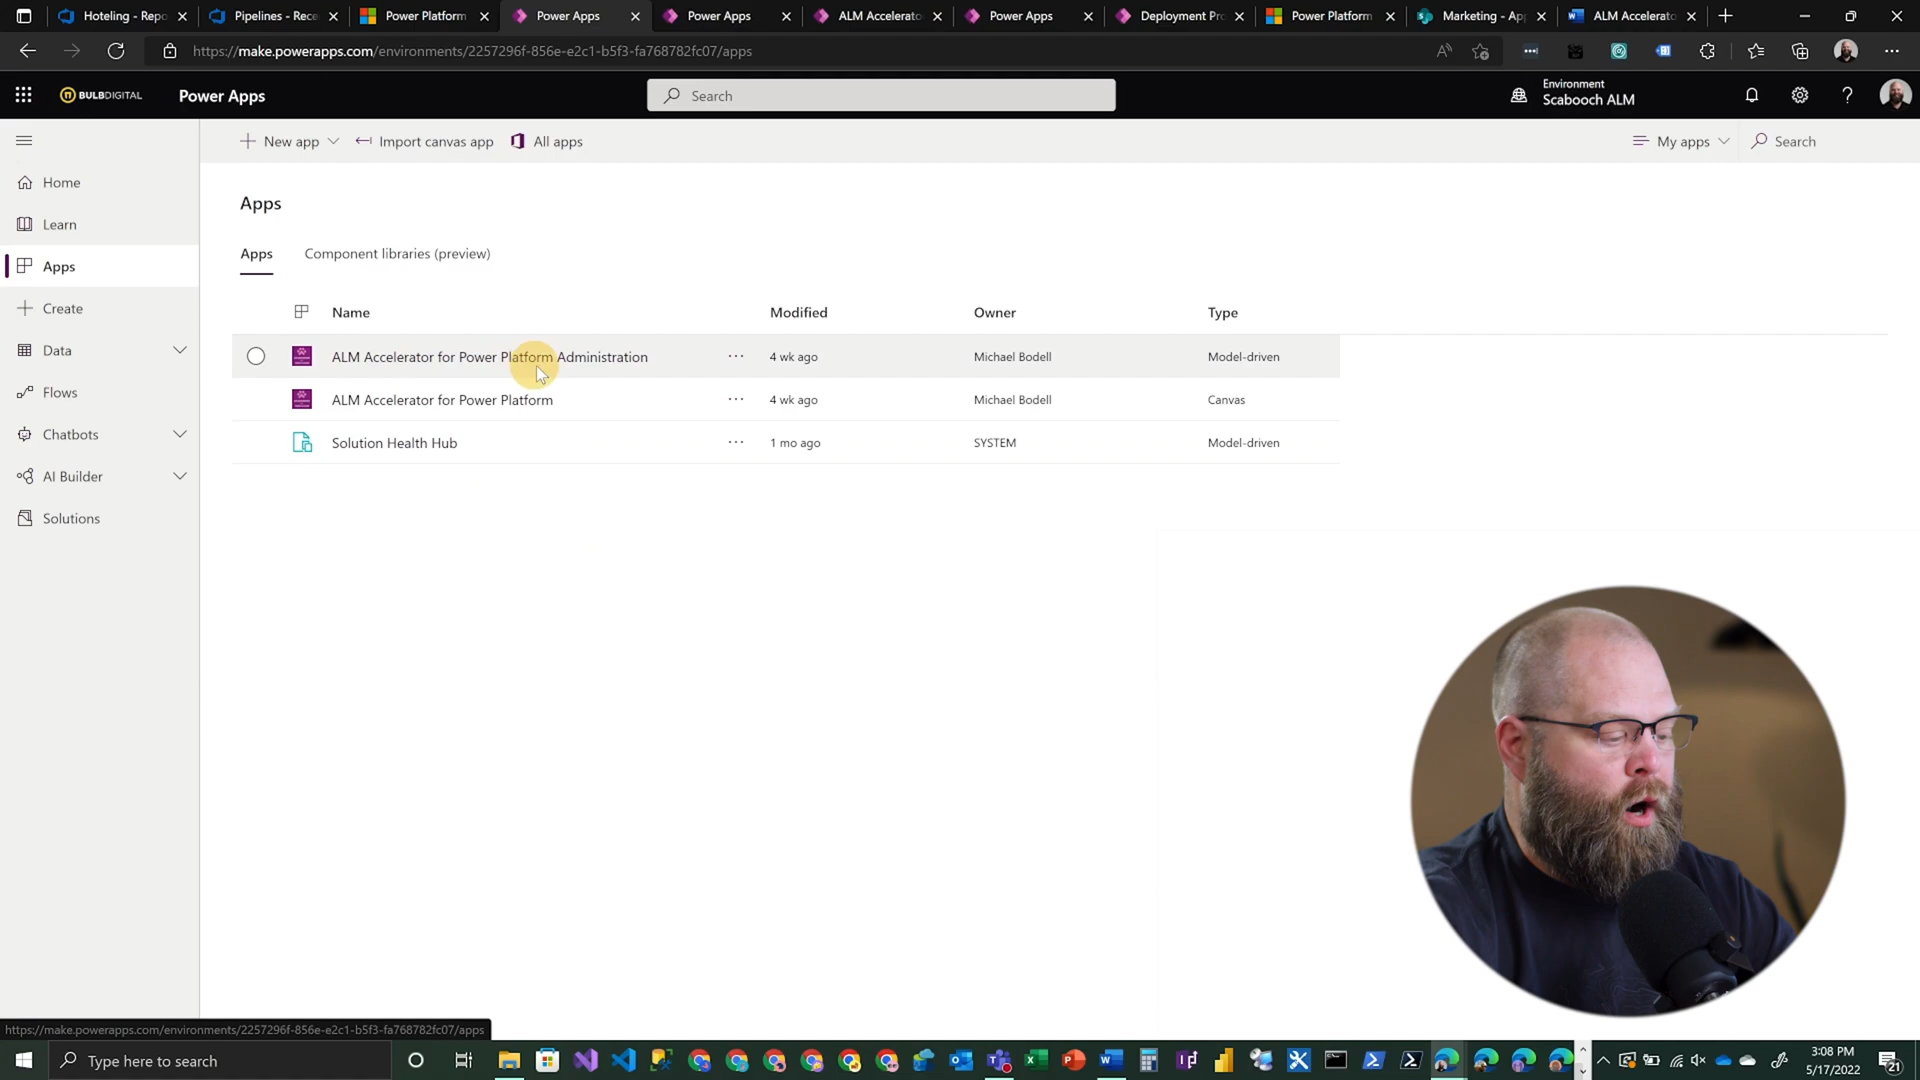 Hoteling - Repo
Pipelines - Rece
Power Platform
Power Apps
Power Apps
ALM Accelerato
Power Apps
Deployment Pr
Power Platform
Marketing - Ap
ALM Accelerato
https://make.powerapps.com/environments/2257296f-856e-e2c1-b5f3-fa768782fc07/apps
BULBDIGITAL
Power Apps
Search
Environment
Scabooch ALM
New app
Import canvas app
All apps
My apps
Search
Home
Learn
Apps
Create
Data
Flows
Chatbots
AI Builder
Solutions
Apps
Apps
Component libraries (preview)
Name Modified Owner Type
ALM Accelerator for Power Platform Administration 4 wk ago Michael Bodell Model-driven
ALM Accelerator for Power Platform 4 wk ago Michael Bodell Canvas
Solution Health Hub 1 mo ago SYSTEM Model-driven
https://make.powerapps.com/environments/2257296f-856e-e2c1-b5f3-fa768782fc07/apps
Type here to search
3:08 PM
5/17/2022
21